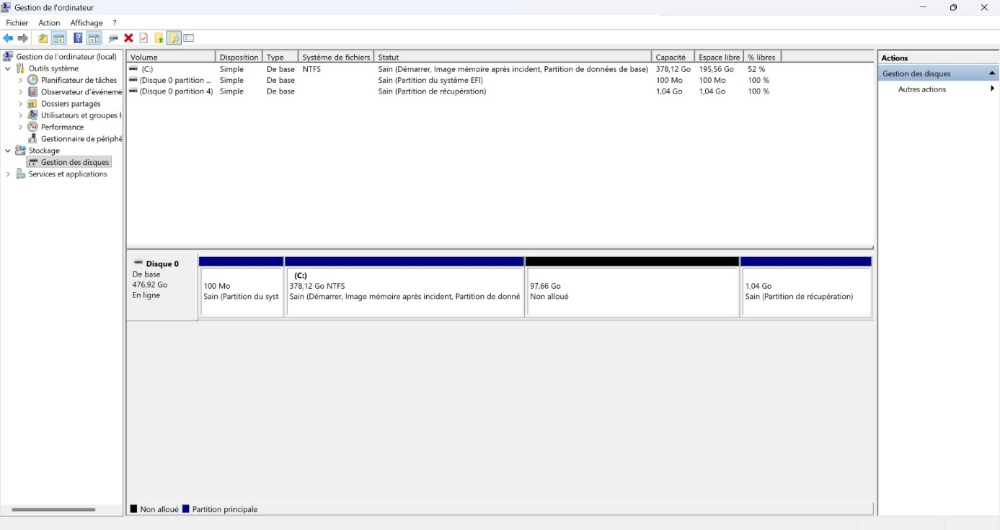 Gestion de l'ordinateur
Fichier Action Affichage ?
Gestion de l'ordinateur (local)
Outils système
Planificateur de tâches
Observateur d'événeme
Dossiers partagés
Utilisateurs et groupes l
Performance
Gestionnaire de périphé
Stockage
Gestion des disques
Services et applications
Volume Disposition Type Système de fichiers Statut Capacité Espace libre % libres
(C:) Simple De base NTFS Sain (Démarrer, Image mémoire après incident, Partition de données de base) 378,12 Go 195,56 Go 52 %
(Disque 0 partition ... Simple De base Sain (Partition du système EFI) 100 Mo 100 Mo 100 %
(Disque 0 partition 4) Simple De base Sain (Partition de récupération) 1,04 Go 1,04 Go 100 %
Disque 0
De base
476,92 Go
En ligne
100 Mo
Sain (Partition du syst
(C:)
378,12 Go NTFS
Sain (Démarrer, Image mémoire après incident, Partition de donné
97,66 Go
Non alloué
1,04 Go
Sain (Partition de récupération)
Non alloué Partition principale
Actions
Gestion des disques
Autres actions